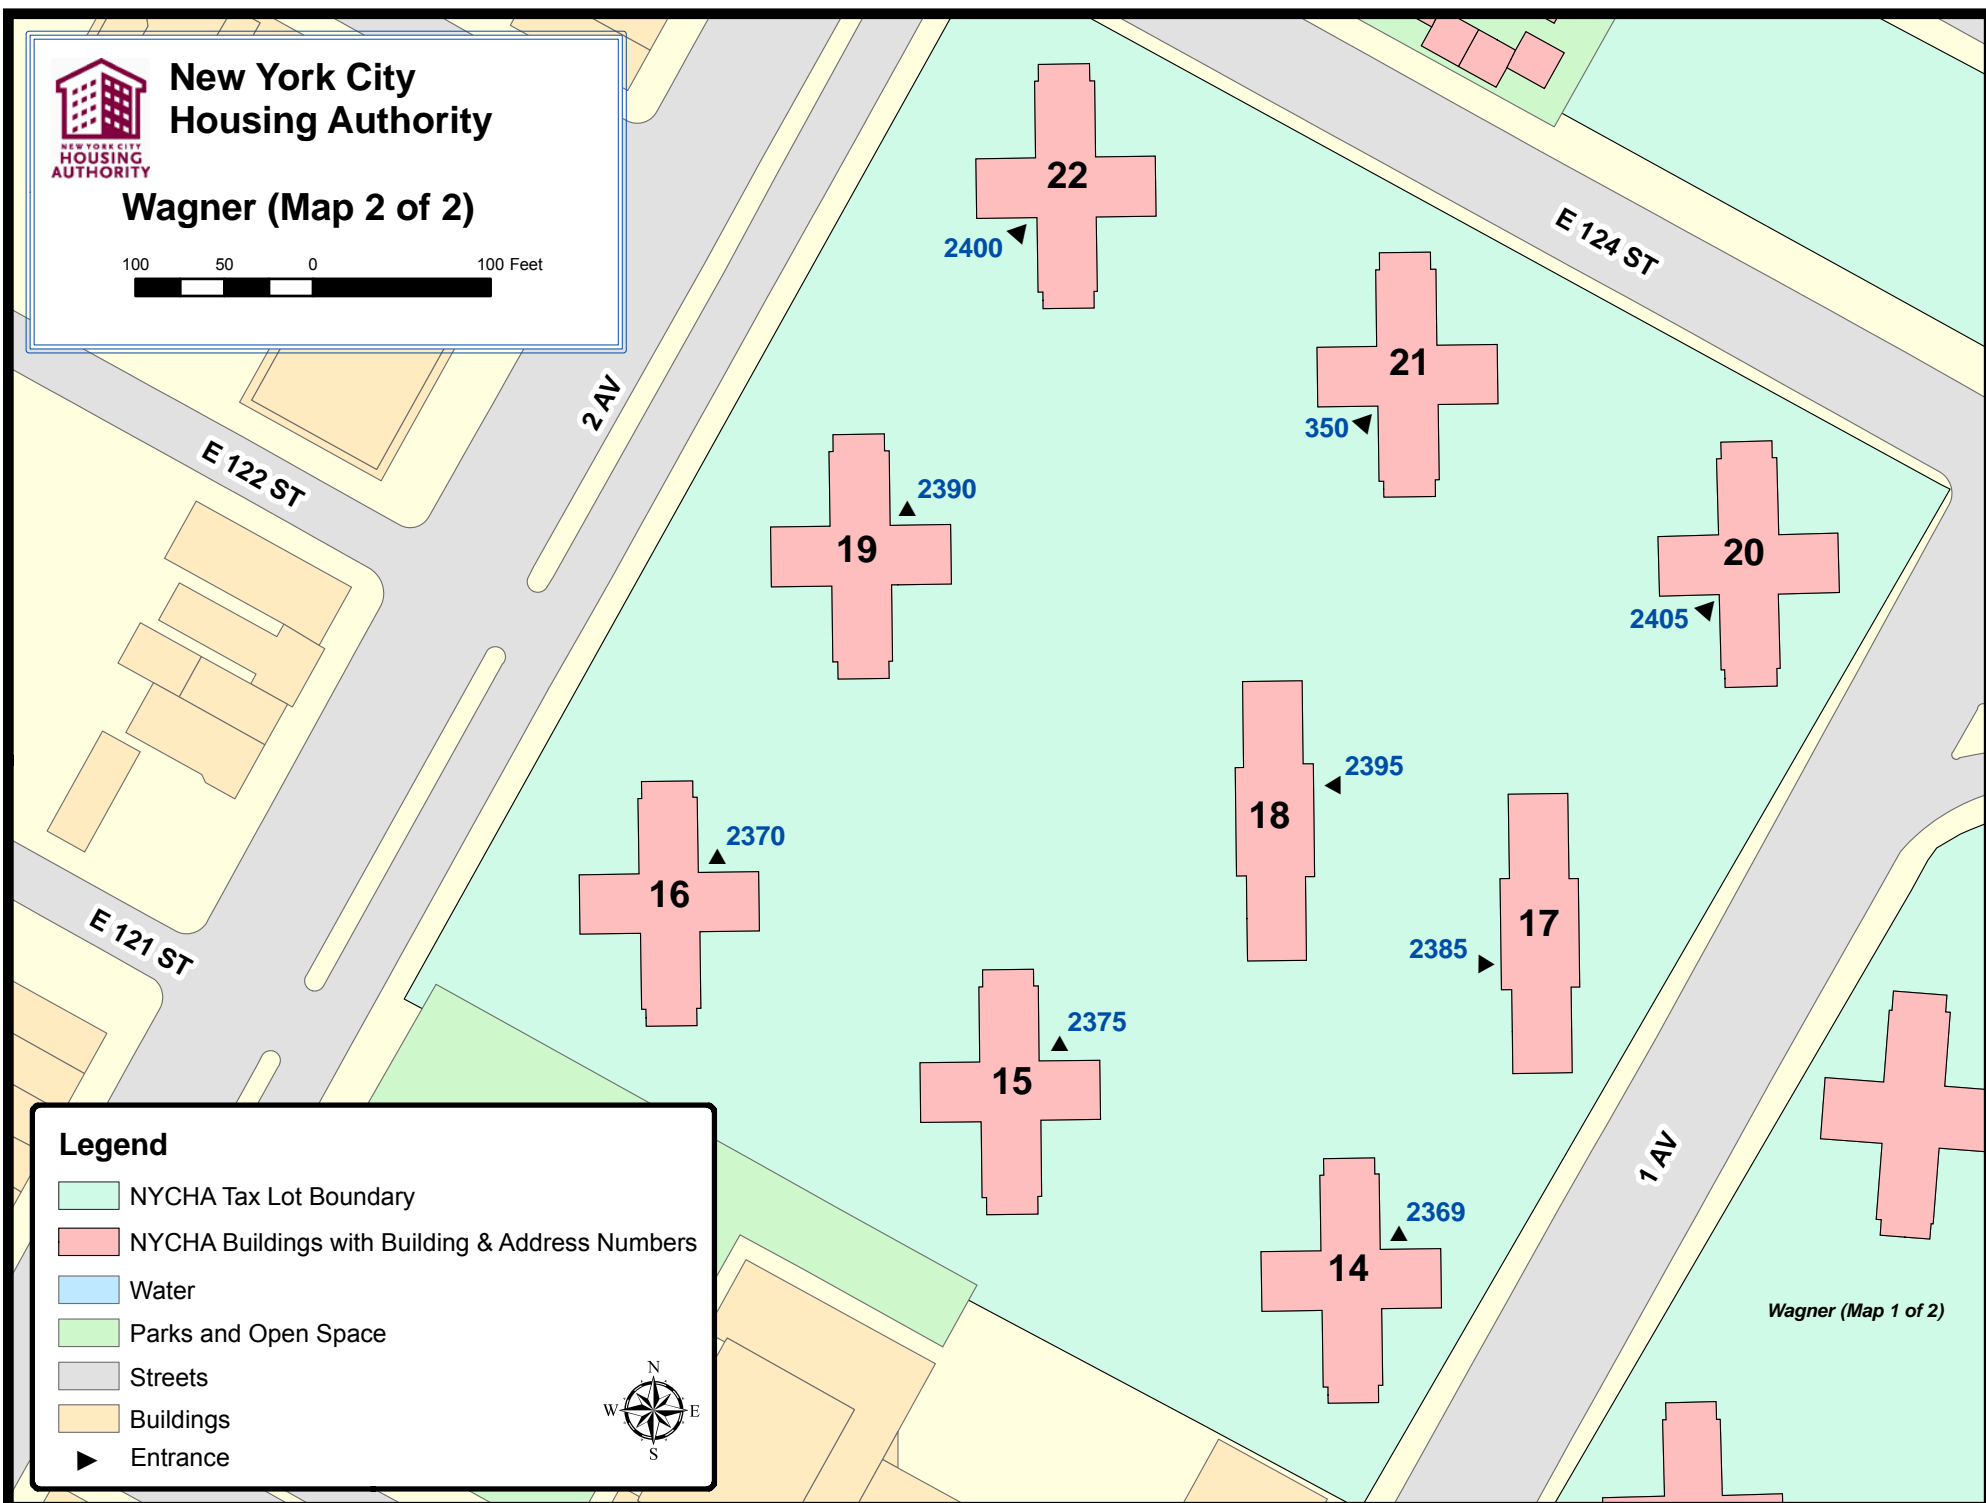 New York City
Housing Authority
NEW YORK CITY
HOUSING
AUTHORITY
Wagner (Map 2 of 2)
100 50 0 100 Feet
22
2400
E 124 ST
21
350
2 AV
E 122 ST
2390
19
20
2405
2395
18
2370
16
17
2385
E 121 ST
2375
15
1 AV
2369
14
Wagner (Map 1 of 2)
Legend
NYCHA Tax Lot Boundary
NYCHA Buildings with Building & Address Numbers
Water
Parks and Open Space
Streets
Buildings
Entrance
N
W E
S